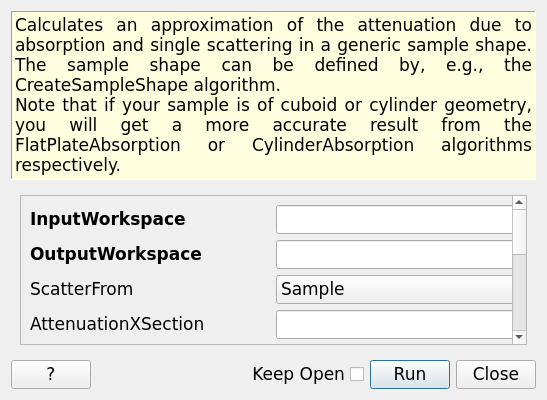 Calculates an approximation of the attenuation due to
absorption and single scattering in a generic sample shape.
The sample shape can be defined by, e.g., the
CreateSampleShape algorithm.
Note that if your sample is of cuboid or cylinder geometry,
you will get a more accurate result from the
FlatPlateAbsorption or CylinderAbsorption algorithms
respectively.
InputWorkspace
OutputWorkspace
ScatterFrom Sample
AttenuationXSection
? Keep Open Run Close